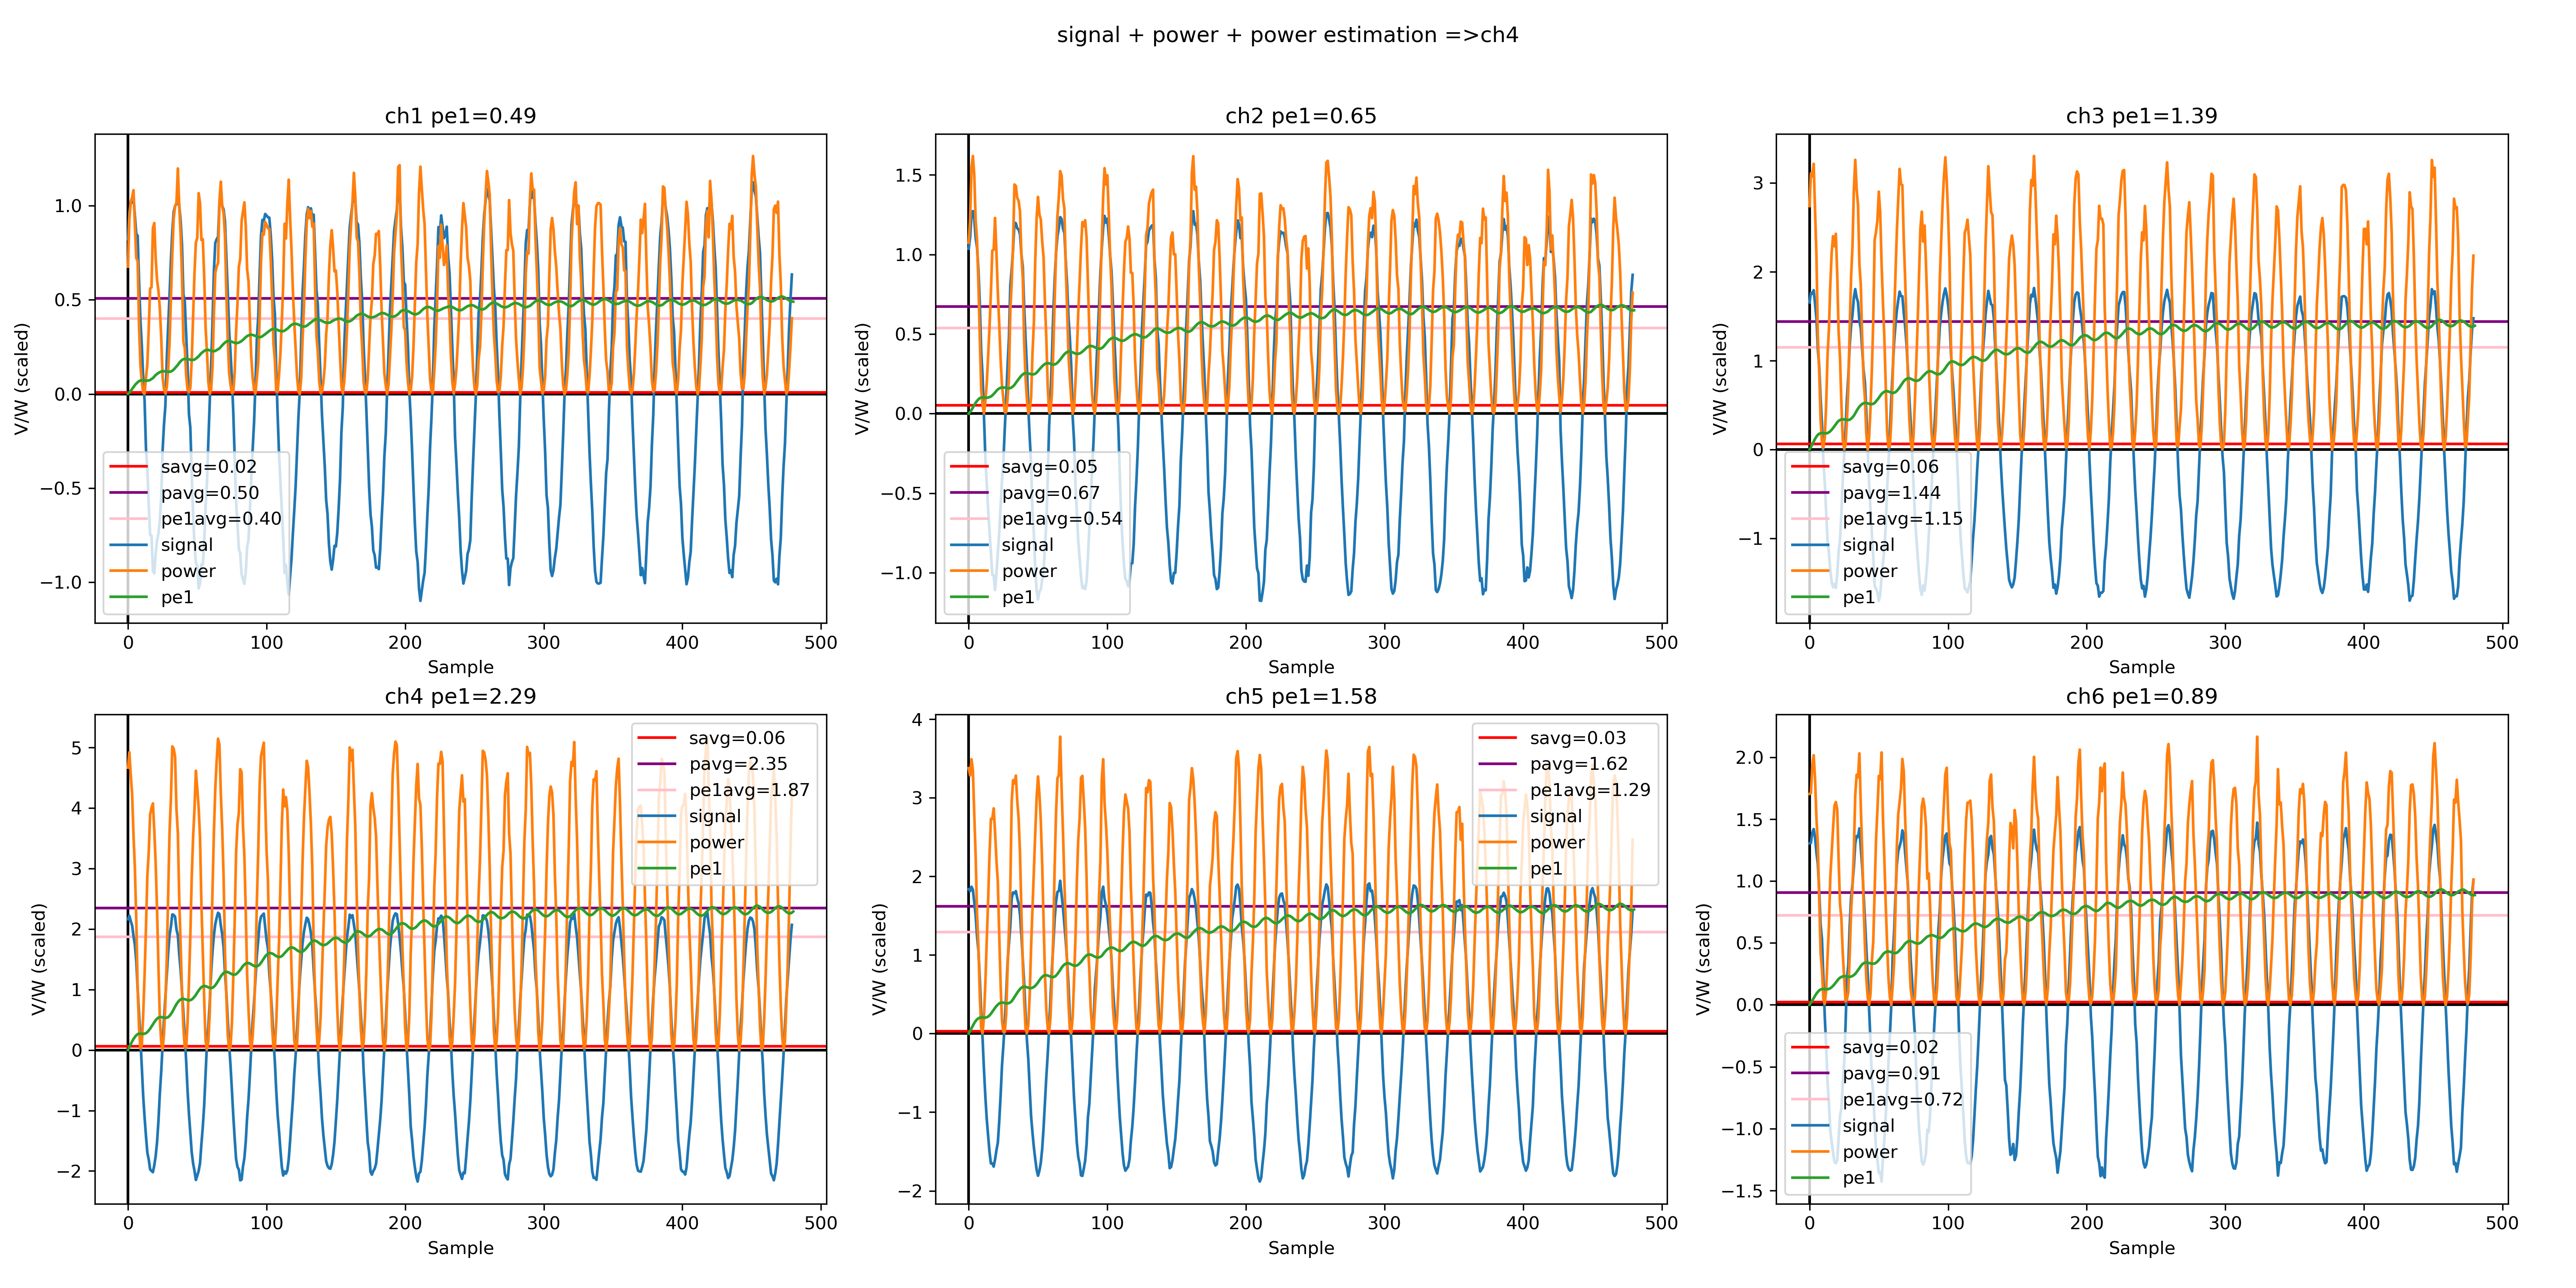 signal + power + power estimation =>ch4
ch1 pe1=0.49
V/W (scaled)
1.0
0.5
0.0
−0.5
−1.0
savg=0.02
pavg=0.50
pe1avg=0.40
signal
power
pe1
0 100 200 300 400 500
Sample
ch2 pe1=0.65
V/W (scaled)
1.5
1.0
0.5
0.0
−0.5
−1.0
savg=0.05
pavg=0.67
pe1avg=0.54
signal
power
pe1
0 100 200 300 400 500
Sample
ch3 pe1=1.39
V/W (scaled)
3
2
1
0
−1
savg=0.06
pavg=1.44
pe1avg=1.15
signal
power
pe1
0 100 200 300 400 500
Sample
ch4 pe1=2.29
V/W (scaled)
5
4
3
2
1
0
−1
−2
savg=0.06
pavg=2.35
pe1avg=1.87
signal
power
pe1
0 100 200 300 400 500
Sample
ch5 pe1=1.58
V/W (scaled)
4
3
2
1
0
−1
−2
savg=0.03
pavg=1.62
pe1avg=1.29
signal
power
pe1
0 100 200 300 400 500
Sample
ch6 pe1=0.89
V/W (scaled)
2.0
1.5
1.0
0.5
0.0
−0.5
−1.0
−1.5
savg=0.02
pavg=0.91
pe1avg=0.72
signal
power
pe1
0 100 200 300 400 500
Sample